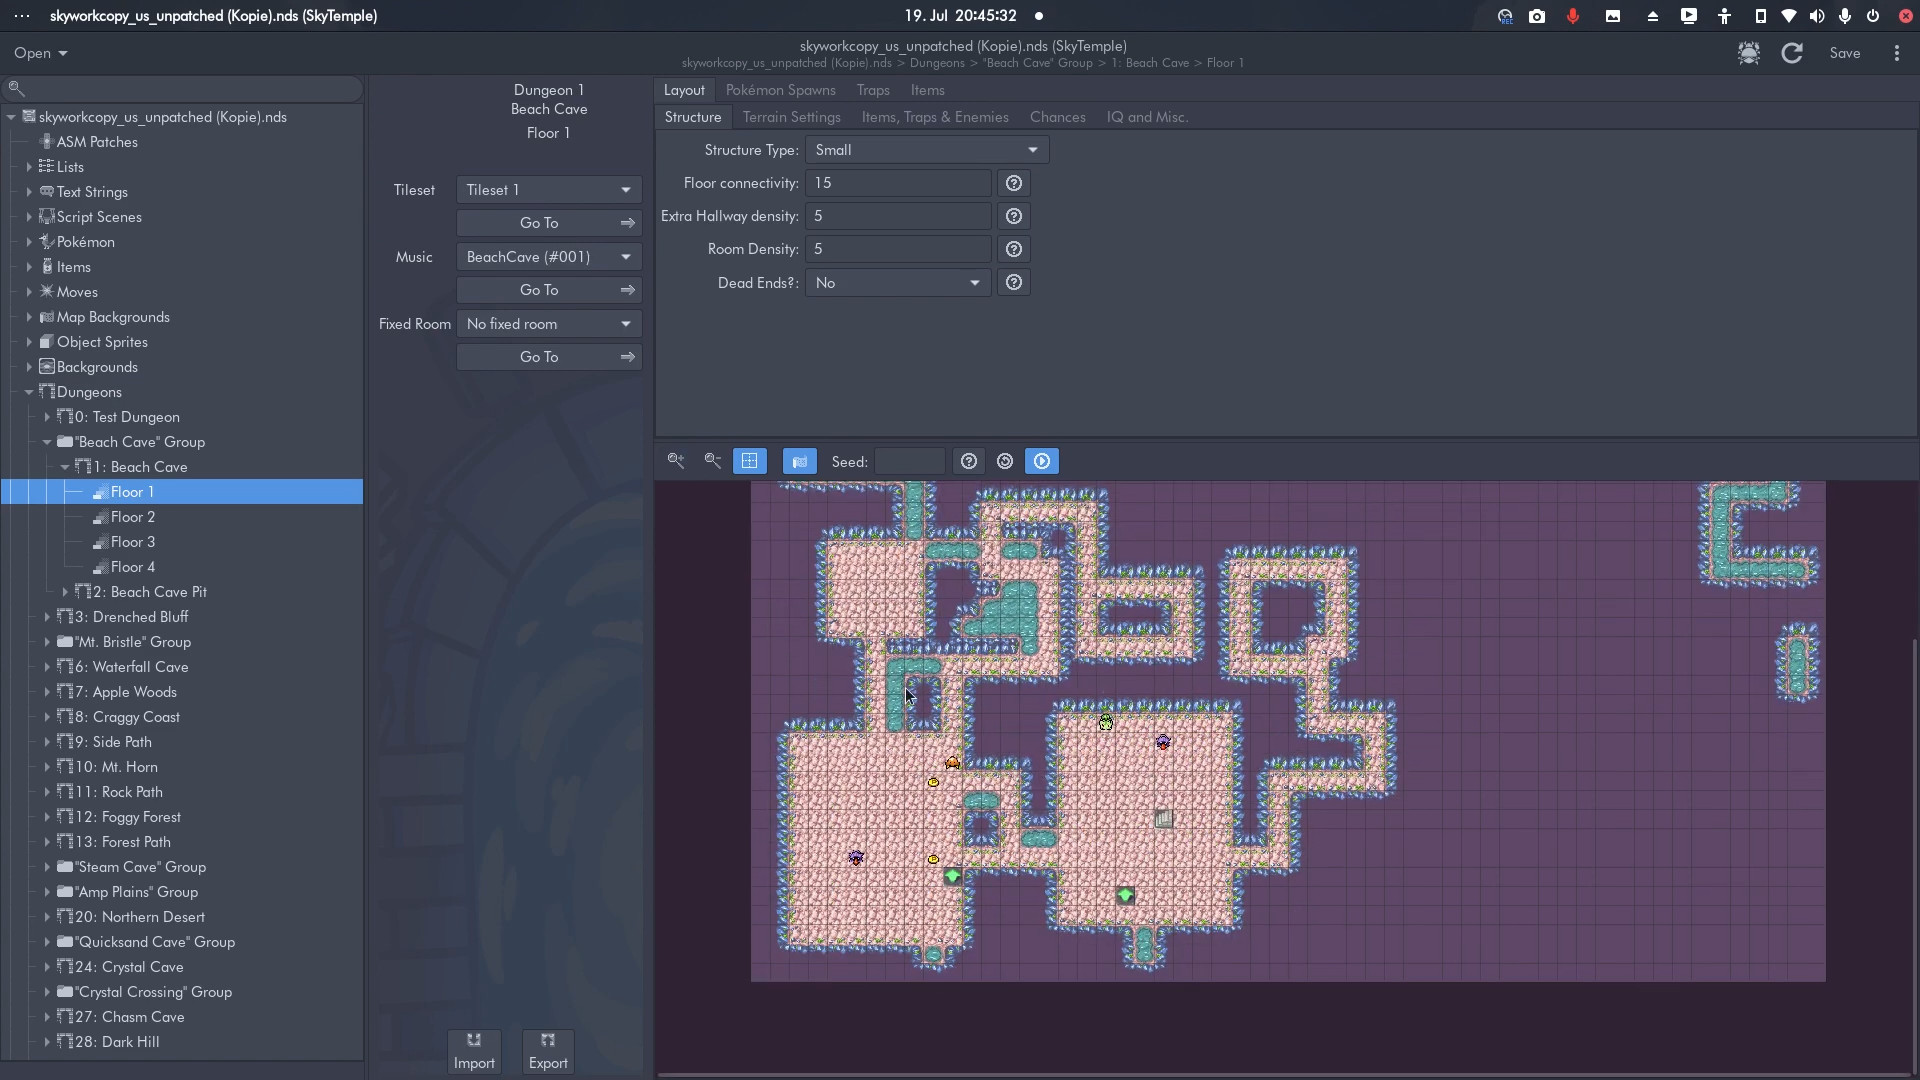 skyworkcopy_us_unpatched (Kopie).nds (SkyTemple)
19. Jul 20:45:32
REC
Open
skyworkcopy_us_unpatched (Kopie).nds (SkyTemple)
skyworkcopy_us_unpatched (Kopie).nds > Dungeons > "Beach Cave" Group > 1: Beach Cave > Floor 1
Save
skyworkcopy_us_unpatched (Kopie).nds
ASM Patches
Lists
Text Strings
Script Scenes
Pokémon
Items
Moves
Map Backgrounds
Object Sprites
Backgrounds
Dungeons
0: Test Dungeon
"Beach Cave" Group
1: Beach Cave
Floor 1
Floor 2
Floor 3
Floor 4
2: Beach Cave Pit
3: Drenched Bluff
"Mt. Bristle" Group
6: Waterfall Cave
7: Apple Woods
8: Craggy Coast
9: Side Path
10: Mt. Horn
11: Rock Path
12: Foggy Forest
13: Forest Path
"Steam Cave" Group
"Amp Plains" Group
20: Northern Desert
"Quicksand Cave" Group
24: Crystal Cave
"Crystal Crossing" Group
27: Chasm Cave
28: Dark Hill
Dungeon 1
Beach Cave
Floor 1
Tileset
Tileset 1
Go To
Music
BeachCave (#001)
Go To
Fixed Room
No fixed room
Go To
Import
Export
Layout
Pokémon Spawns
Traps
Items
Structure
Terrain Settings
Items, Traps & Enemies
Chances
IQ and Misc.
Structure Type:
Small
Floor connectivity:
15
Extra Hallway density:
5
Room Density:
5
Dead Ends?:
No
Seed: